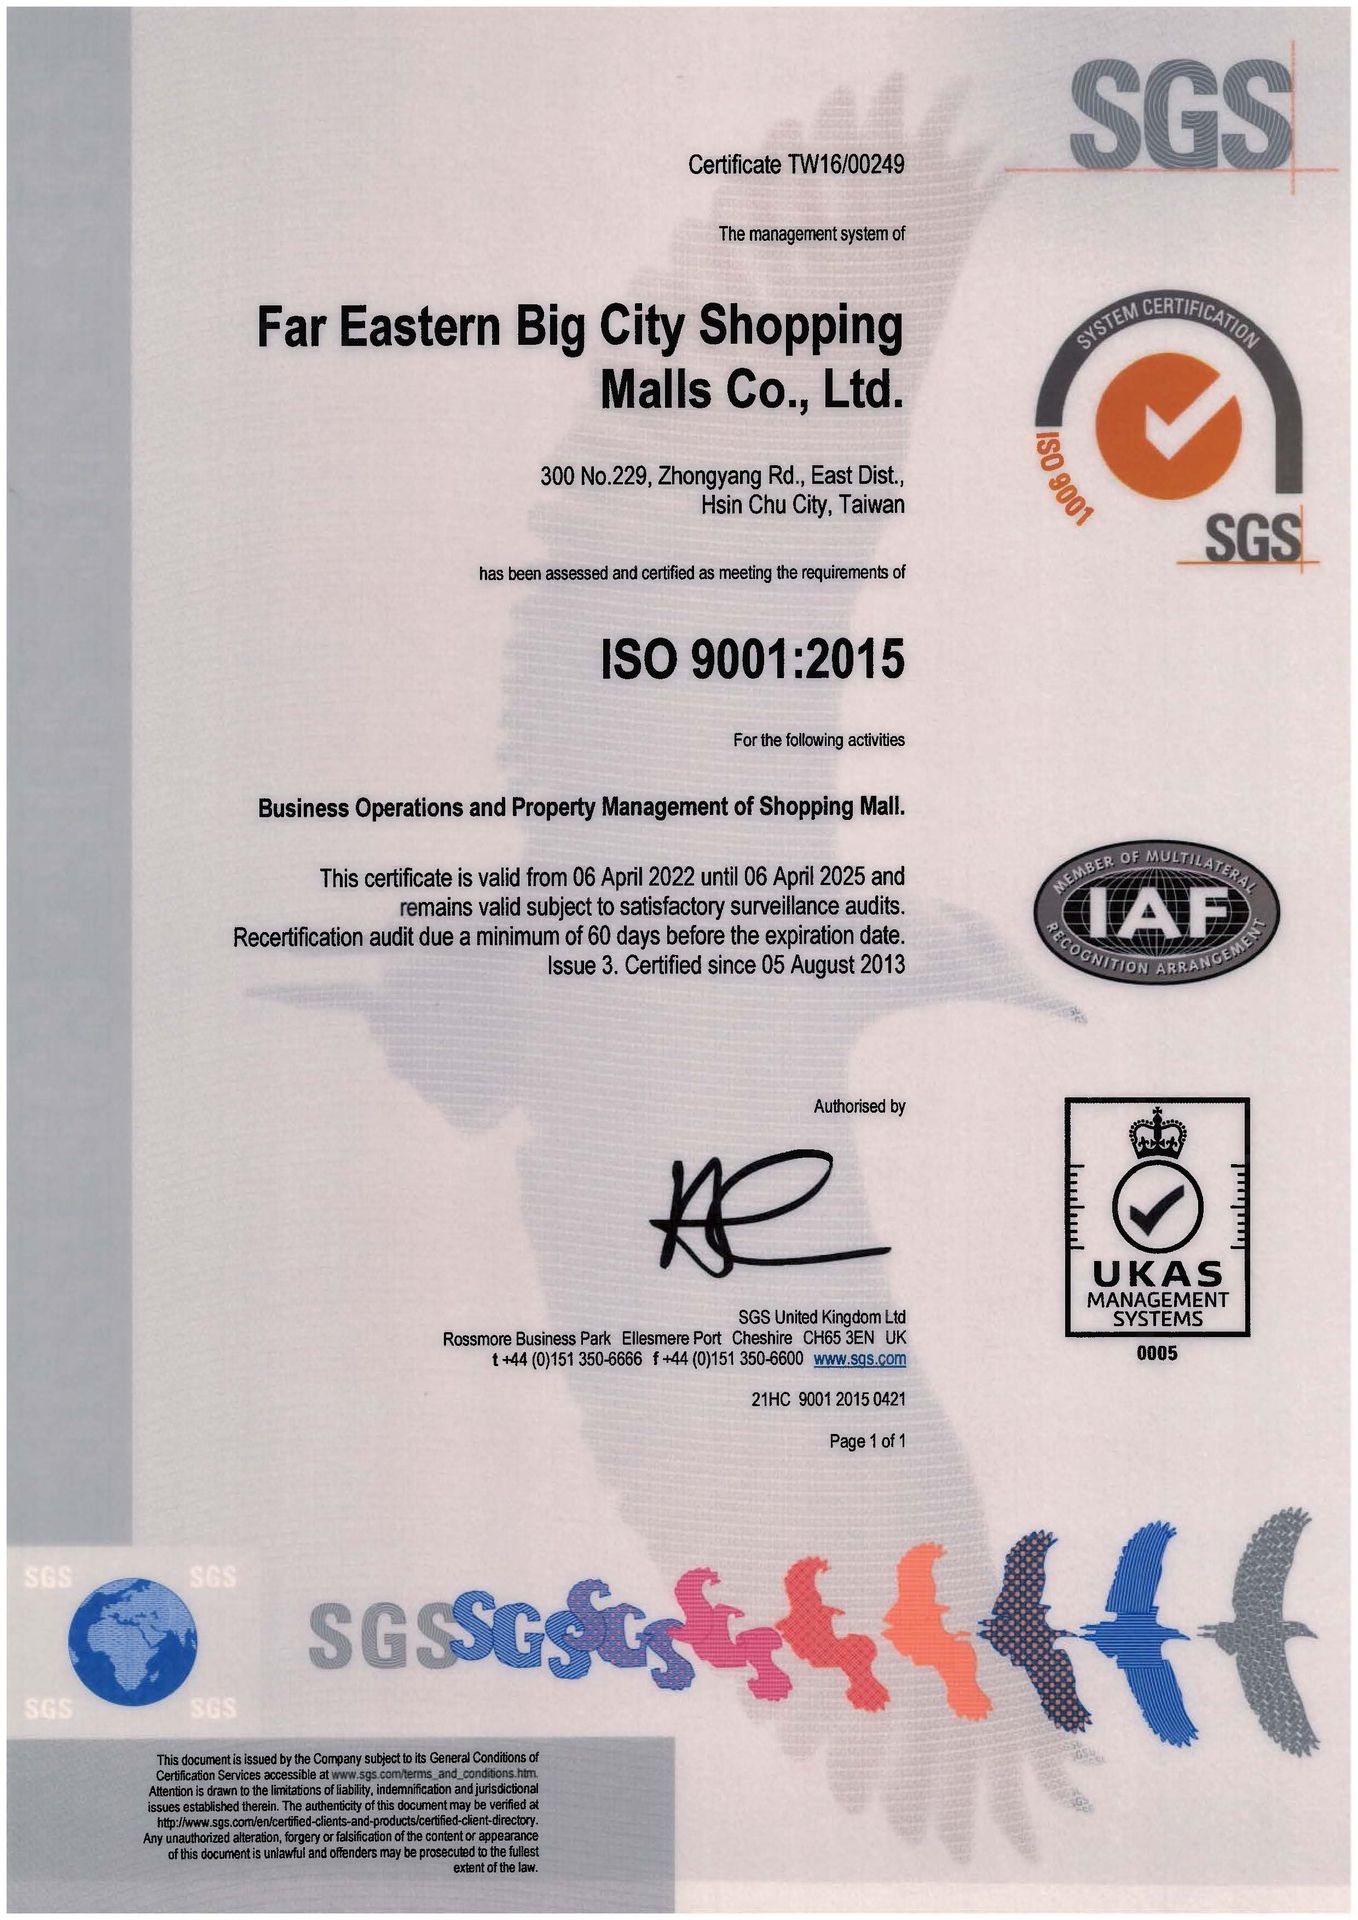 SGS
Certificate TW16/00249
The management system of
Far Eastern Big City Shopping
Malls Co., Ltd.
300 No.229, Zhongyang Rd., East Dist.,
Hsin Chu City, Taiwan
SYSTEM CERTIFICATION
ISO 9001
SGS
has been assessed and certified as meeting the requirements of
ISO 9001:2015
For the following activities
Business Operations and Property Management of Shopping Mall.
This certificate is valid from 06 April 2022 until 06 April 2025 and
remains valid subject to satisfactory surveillance audits.
Recertification audit due a minimum of 60 days before the expiration date.
Issue 3. Certified since 05 August 2013
MEMBER OF MULTILATERAL
IAF
RECOGNITION ARRANGEMENT
Authorised by
UKAS
MANAGEMENT
SYSTEMS
0005
SGS United Kingdom Ltd
Rossmore Business Park Ellesmere Port Cheshire CH65 3EN UK
t +44 (0)151 350-6666 f +44 (0)151 350-6600 www.sgs.com
21HC 9001 2015 0421
Page 1 of 1
SGS SGS
SGS SGS
SGS SGS SGS
This document is issued by the Company subject to its General Conditions of
Certification Services accessible at www.sgs.com/terms_and_conditions.htm.
Attention is drawn to the limitations of liability, indemnification and jurisdictional
issues established therein. The authenticity of this document may be verified at
http://www.sgs.com/en/certified-clients-and-products/certified-client-directory.
Any unauthorized alteration, forgery or falsification of the content or appearance
of this document is unlawful and offenders may be prosecuted to the fullest
extent of the law.